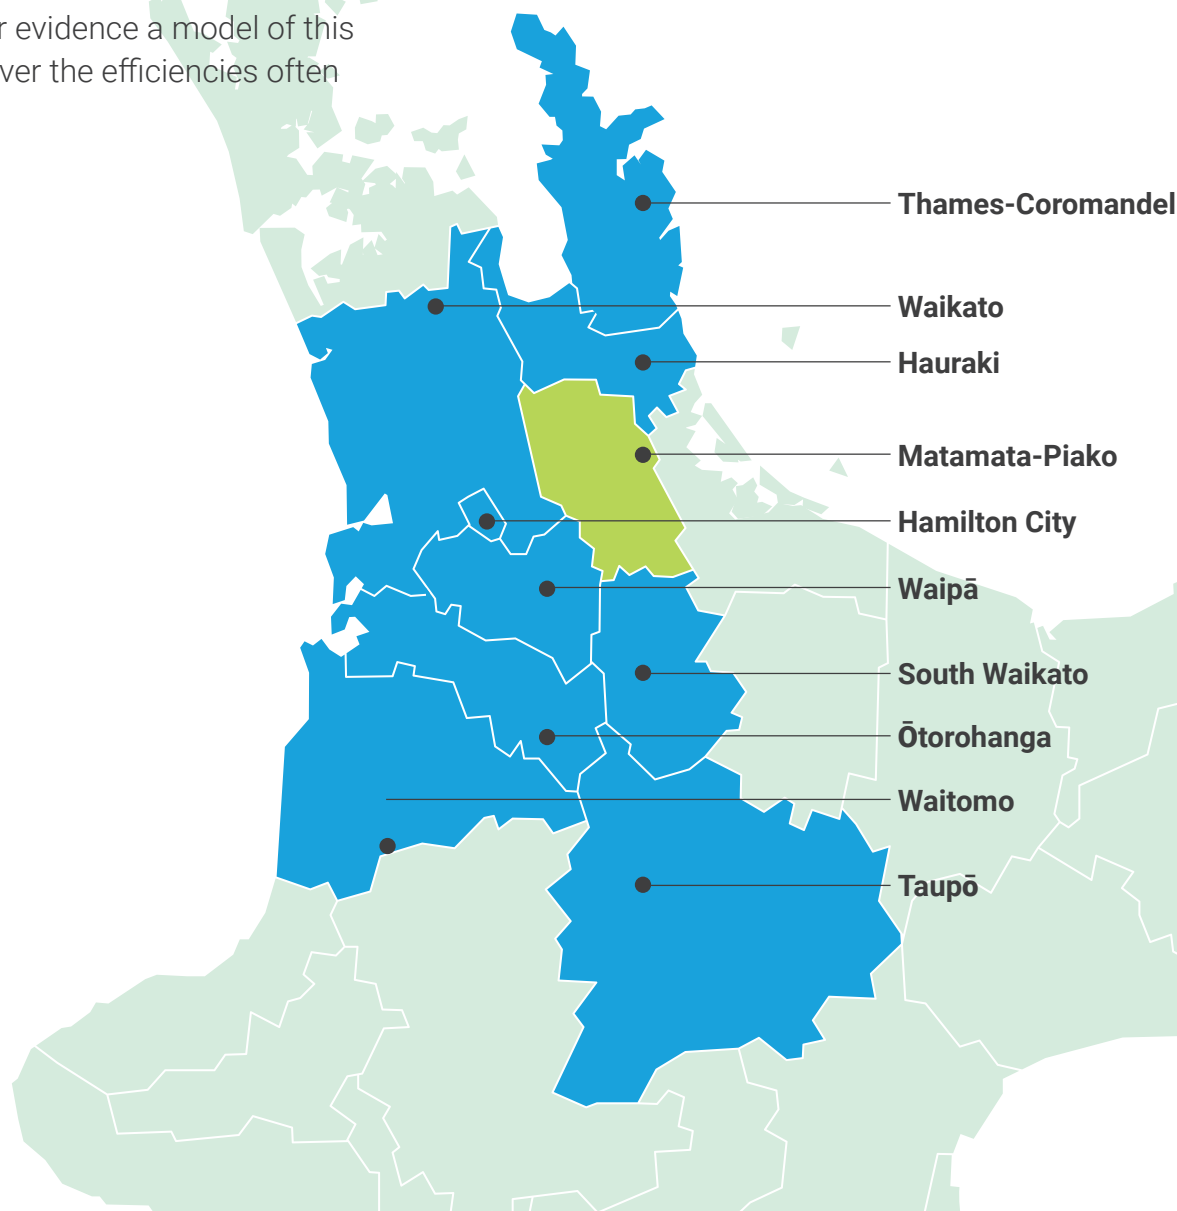 r evidence a model of this
ver the efficiencies often
Thames-Coromandel
Waikato
Hauraki
Matamata-Piako
Hamilton City
Waipā
South Waikato
Ōtorohanga
Waitomo
Taupō